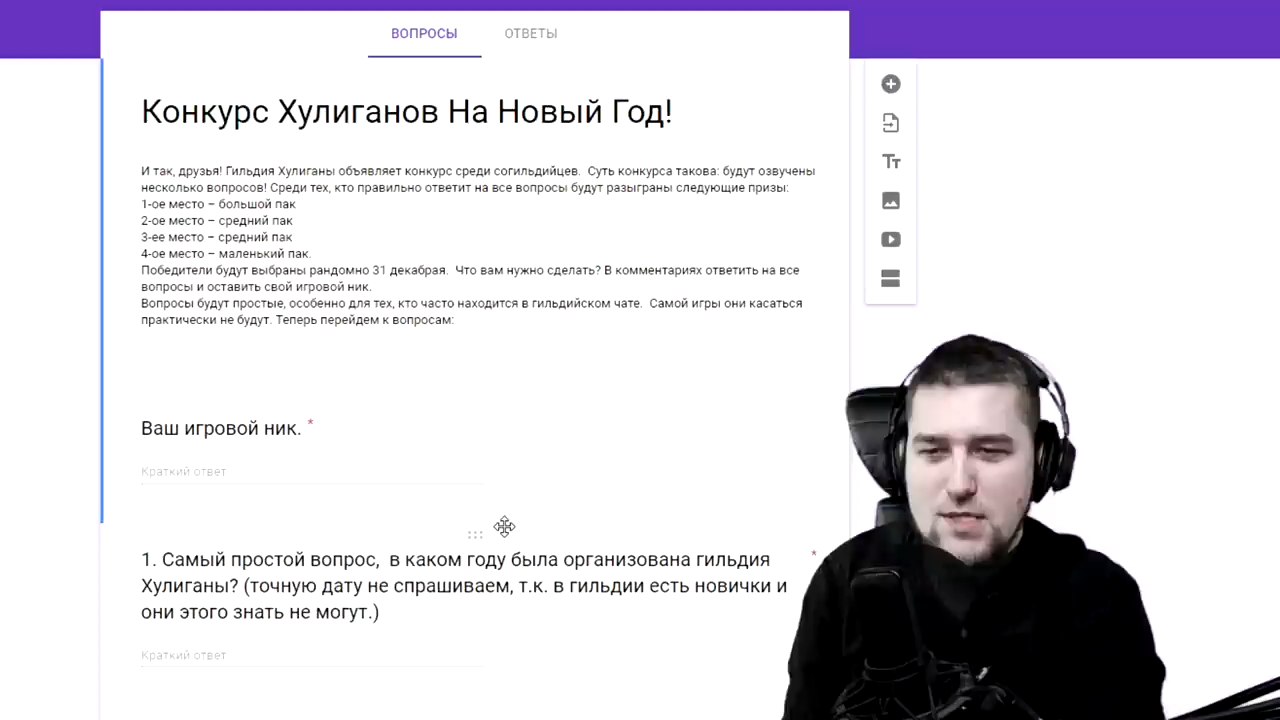 ВОПРОСЫ ОТВЕТЫ
Конкурс Хулиганов На Новый Год!
И так, друзья! Гильдия Хулиганы объявляет конкурс среди согильдийцев. Суть конкурса такова: будут озвучены
несколько вопросов! Среди тех, кто правильно ответит на все вопросы будут разыграны следующие призы:
1-ое место – большой пак
2-ое место – средний пак
3-ее место – средний пак
4-ое место – маленький пак.
Победители будут выбраны рандомно 31 декабрая. Что вам нужно сделать? В комментариях ответить на все
вопросы и оставить свой игровой ник.
Вопросы будут простые, особенно для тех, кто часто находится в гильдийском чате. Самой игры они касаться
практически не будут. Теперь перейдем к вопросам:
Ваш игровой ник. *
Краткий ответ
1. Самый простой вопрос, в каком году была организована гильдия *
Хулиганы? (точную дату не спрашиваем, т.к. в гильдии есть новички и
они этого знать не могут.)
Краткий ответ